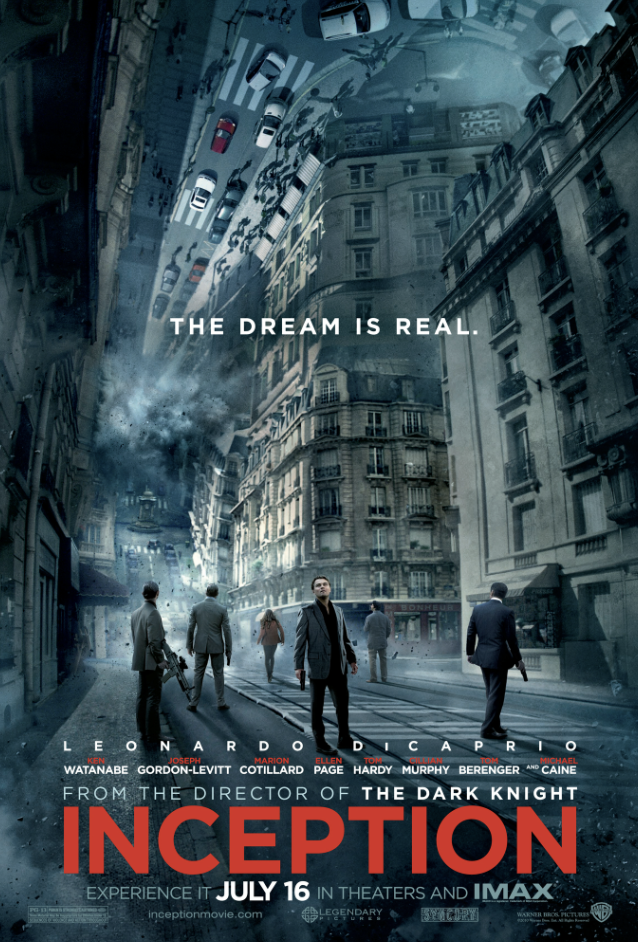 THE DREAM IS REAL.
BONHEUR
LEONARDO DiCAPRIO
KEN WATANABE JOSEPH GORDON-LEVITT MARION COTILLARD ELLEN PAGE TOM HARDY CILLIAN MURPHY TOM BERENGER AND MICHAEL CAINE
FROM THE DIRECTOR OF THE DARK KNIGHT
INCEPTION
EXPERIENCE IT JULY 16 IN THEATERS AND IMAX
inceptionmovie.com LEGENDARY PICTURES SYNCOPY WARNER BROS. PICTURES WB